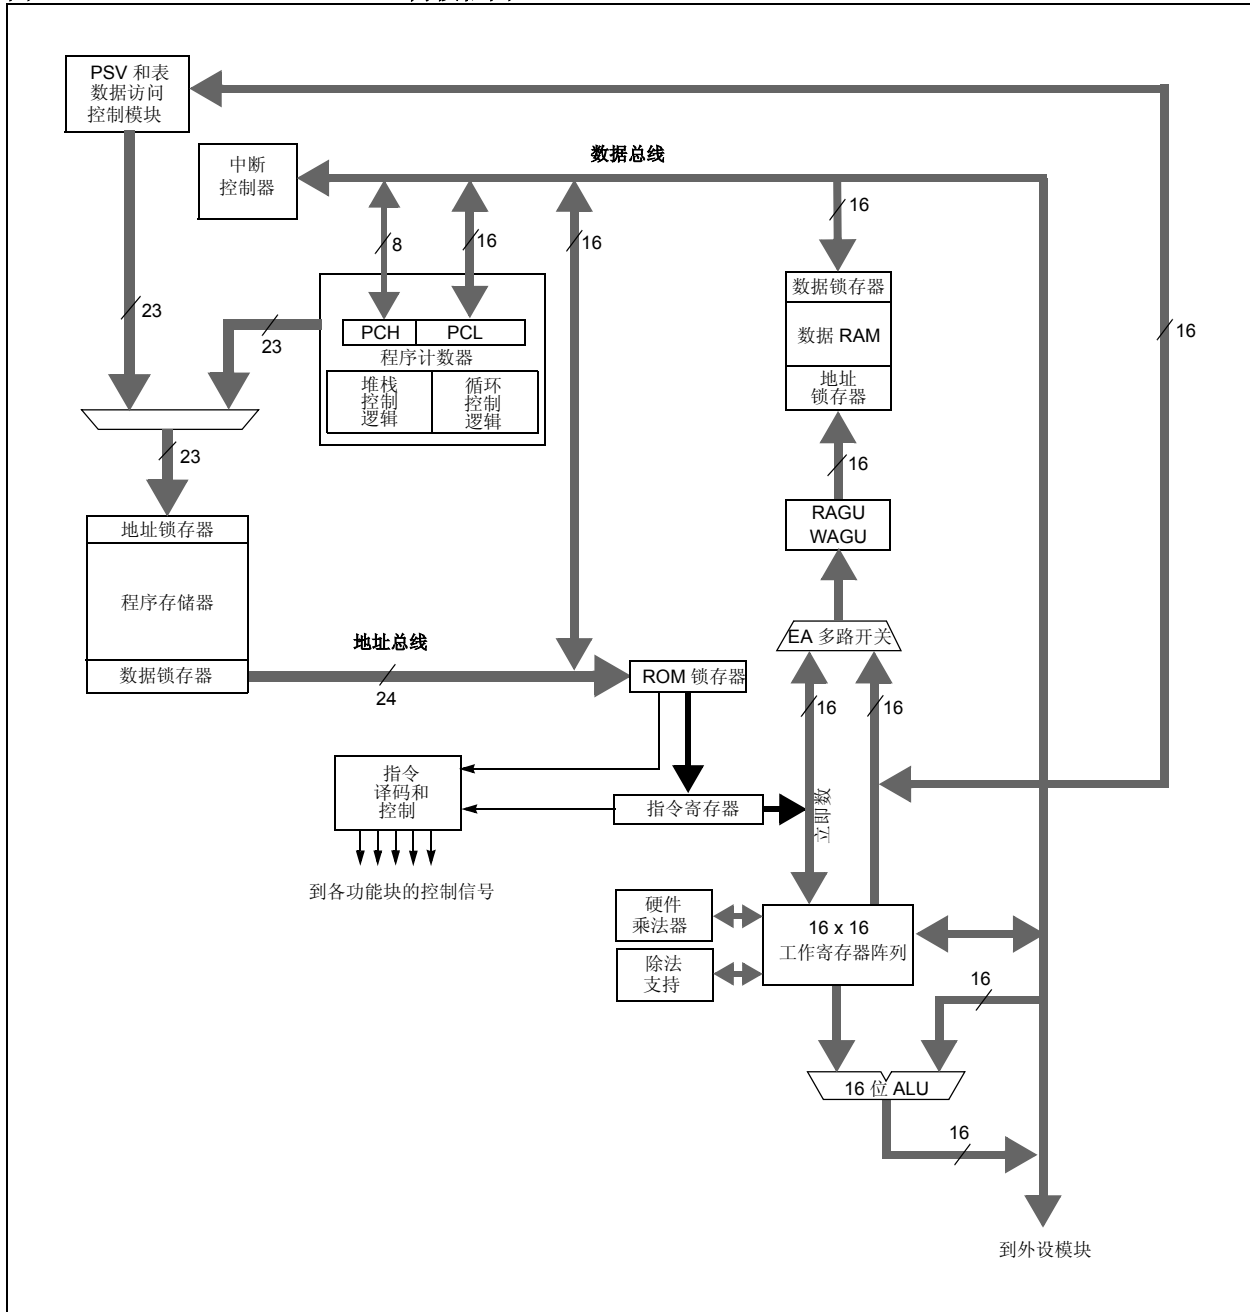 PSV 和表
数据访问
控制模块
中断
控制器
数据总线
8
16
16
16
23
23
16
PCH
PCL
程序计数器
堆栈
控制
逻辑
循环
控制
逻辑
数据锁存器
数据 RAM
地址
锁存器
23
16
地址锁存器
程序存储器
数据锁存器
RAGU
WAGU
EA 多路开关
地址总线
24
ROM 锁存器
16
16
指令
译码和
控制
指令寄存器
立即数
到各功能块的控制信号
硬件
乘法器
除法
支持
16 x 16
工作寄存器阵列
16
16 位 ALU
16
到外设模块